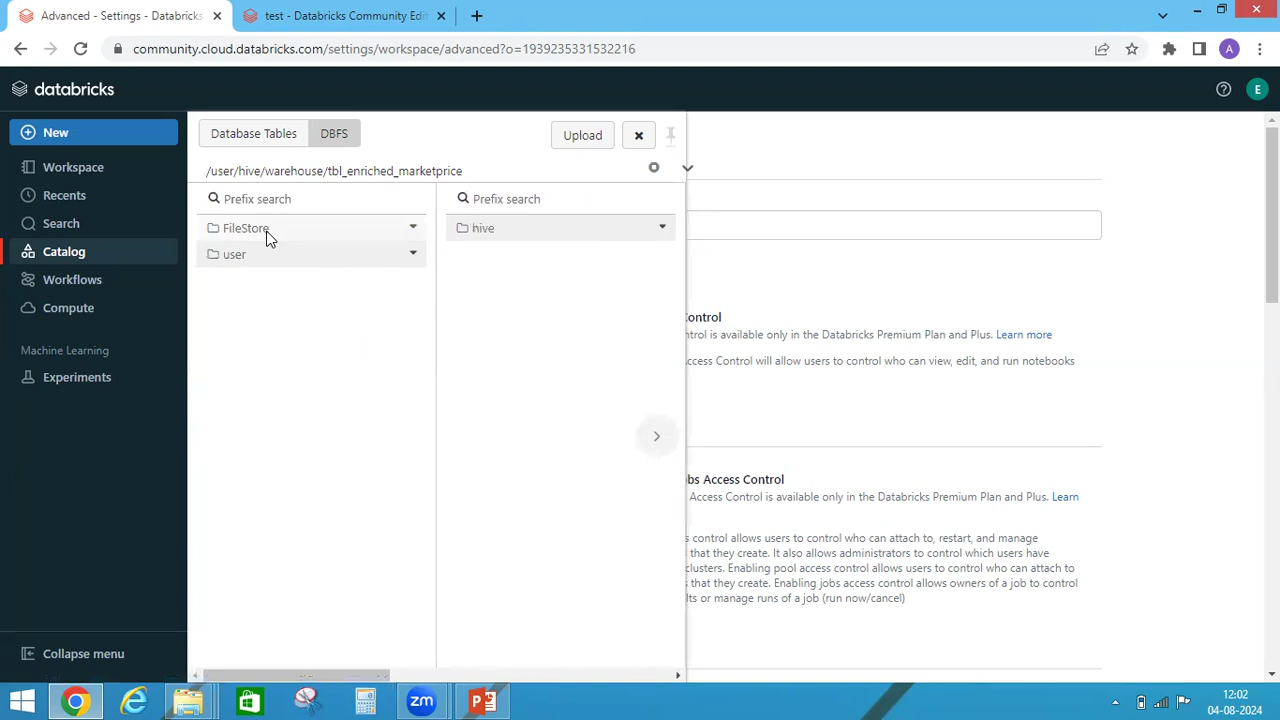 Advanced - Settings - Databricks
test - Databricks Community Edit
community.cloud.databricks.com/settings/workspace/advanced?o=1939235331532216
A
databricks
E
New
Workspace
Recents
Search
Catalog
Workflows
Compute
Machine Learning
Experiments
Collapse menu
Database Tables
DBFS
Upload
/user/hive/warehouse/tbl_enriched_marketprice
Prefix search
FileStore
user
Prefix search
hive
Control
ntrol is available only in the Databricks Premium Plan and Plus. Learn more
Access Control will allow users to control who can view, edit, and run notebooks
bs Access Control
Access Control is available only in the Databricks Premium Plan and Plus. Learn
s control allows users to control who can attach to, restart, and manage
s that they create. It also allows administrators to control which users have
clusters. Enabling pool access control allows users to control who can attach to
s that they create. Enabling jobs access control allows owners of a job to control
lts or manage runs of a job (run now/cancel)
zm
12:02
04-08-2024